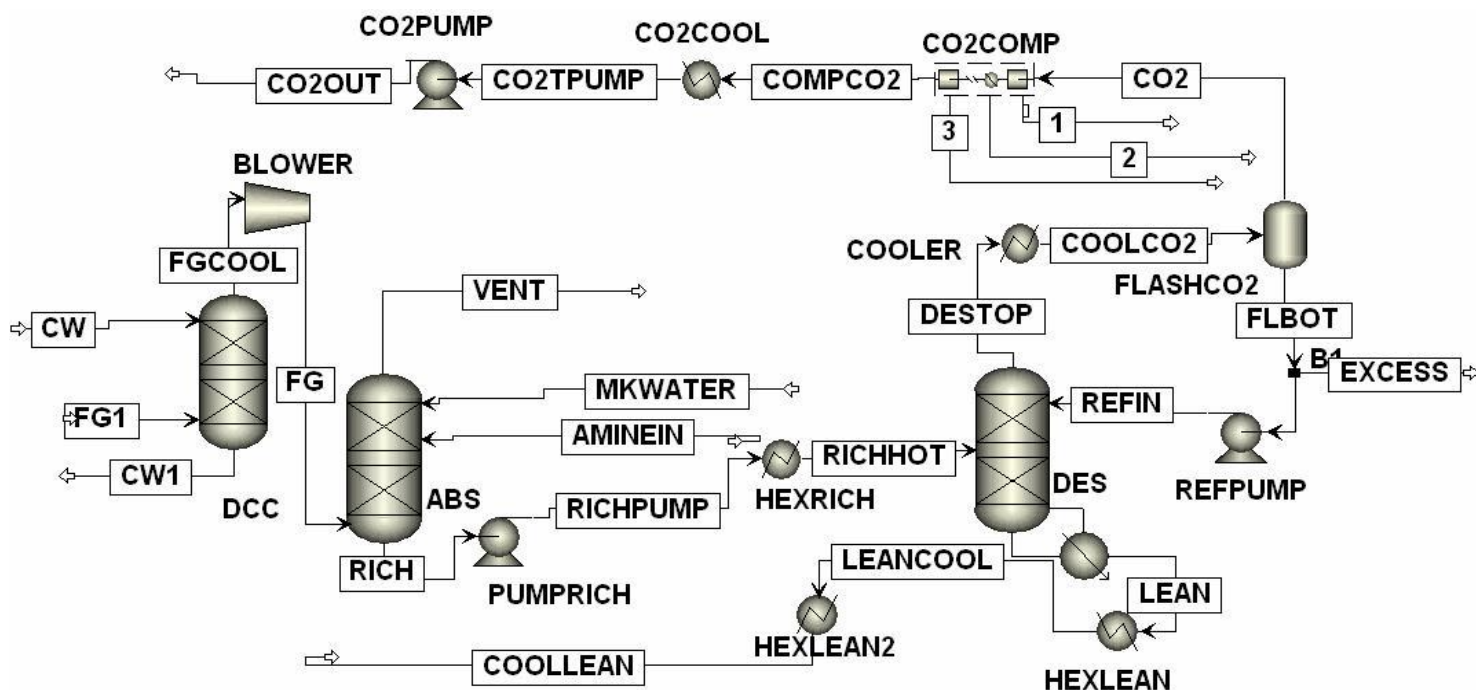 CO2PUMP
CO2COOL
CO2COMP
CO2OUT
CO2TPUMP
COMPCO2
CO2
3
1
2
BLOWER
FGCOOL
COOLER
COOLCO2
FLASHCO2
VENT
DESTOP
FLBOT
CW
FG
B1
EXCESS
MKWATER
REFIN
FG1
AMINEIN
RICHHOT
CW1
DCC
ABS
RICHPUMP
HEXRICH
DES
REFPUMP
RICH
PUMPRICH
LEANCOOL
LEAN
COOLLEAN
HEXLEAN2
HEXLEAN